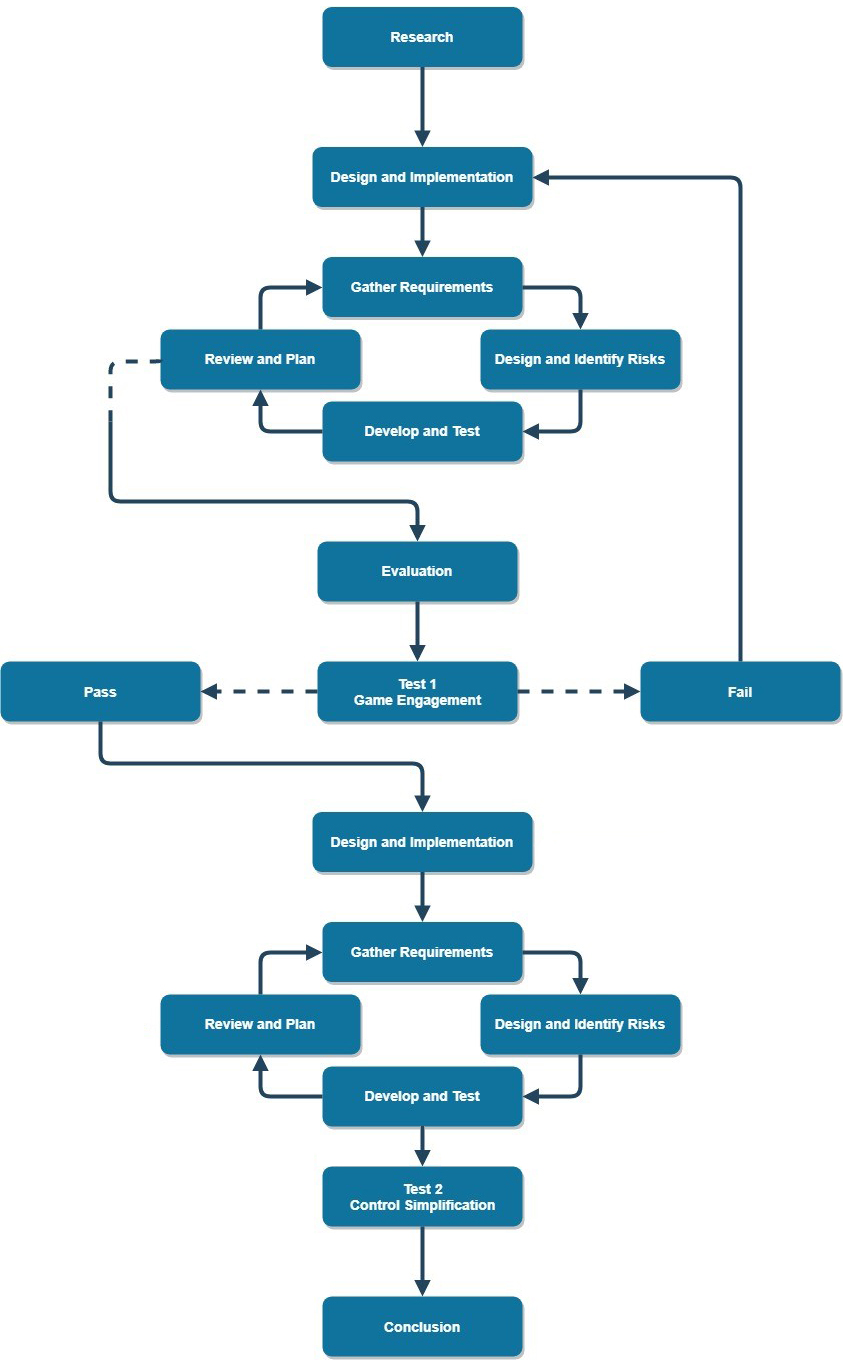 Research
Design and Implementation
Gather Requirements
Review and Plan
Design and Identify Risks
Develop and Test
Evaluation
Pass
Test 1
Game Engagement
Fail
Design and Implementation
Gather Requirements
Review and Plan
Design and Identify Risks
Develop and Test
Test 2
Control Simplification
Conclusion